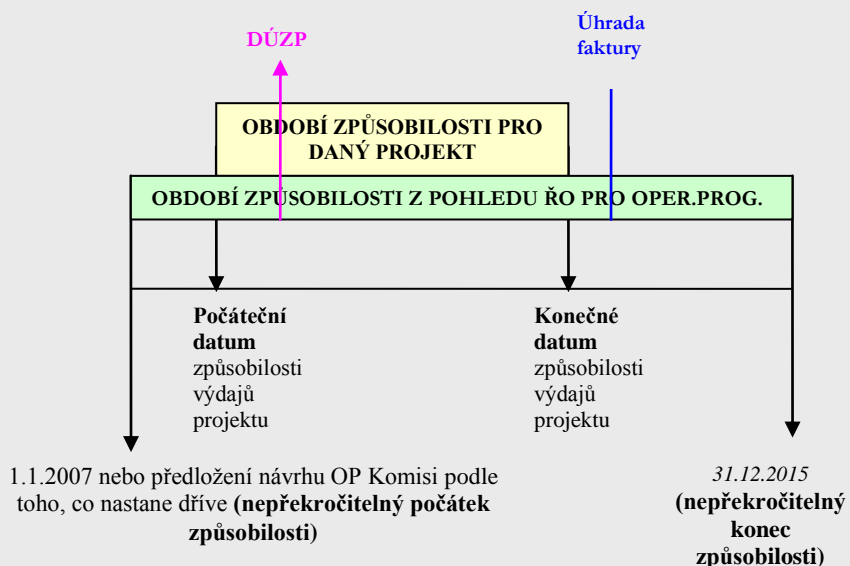 DÚZP
Úhrada
faktury
OBDOBÍ ZPŮSOBILOSTI PRO
DANÝ PROJEKT
OBDOBÍ ZPŮSOBILOSTI Z POHLEDU ŘO PRO OPER.PROG.
Počáteční
datum
způsobilosti
výdajů
projektu
Konečné
datum
způsobilosti
výdajů
projektu
1.1.2007 nebo předložení návrhu OP Komisi podle
toho, co nastane dříve (nepřekročitelný počátek
způsobilosti)
31.12.2015
(nepřekročitelný
konec
způsobilosti)